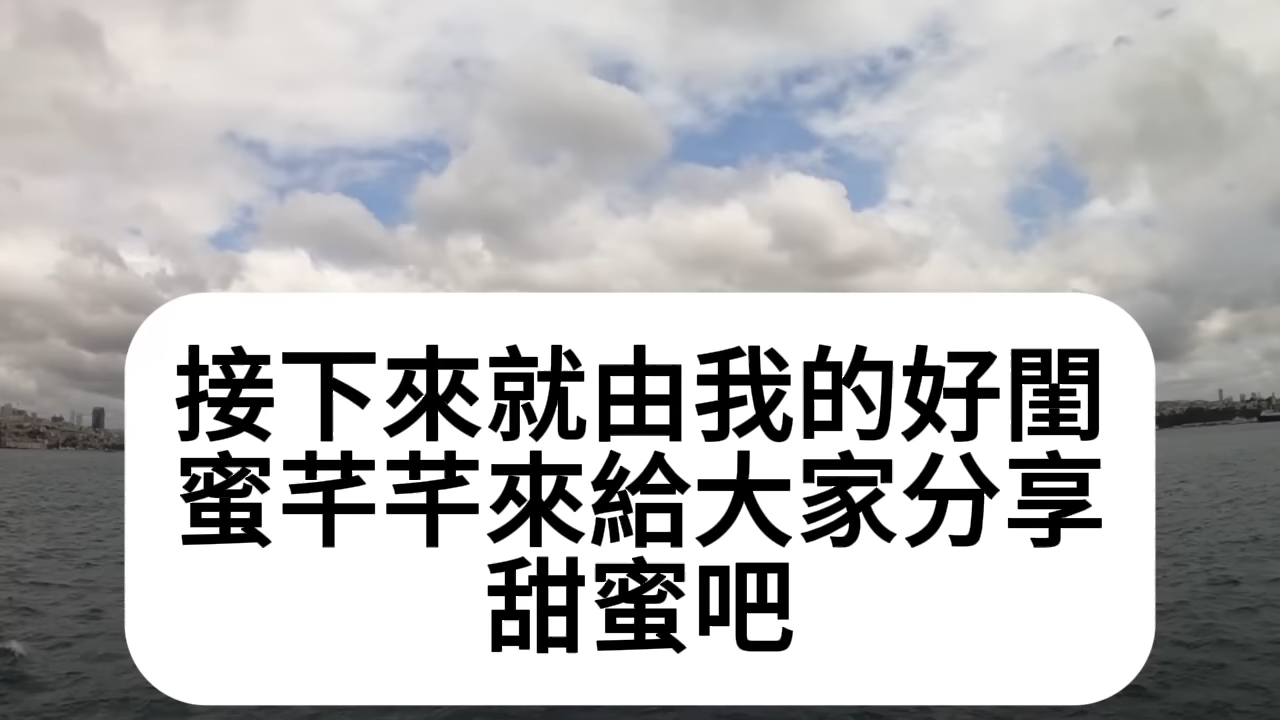 接下來就由我的好閨
蜜芊芊來給大家分享
甜蜜吧